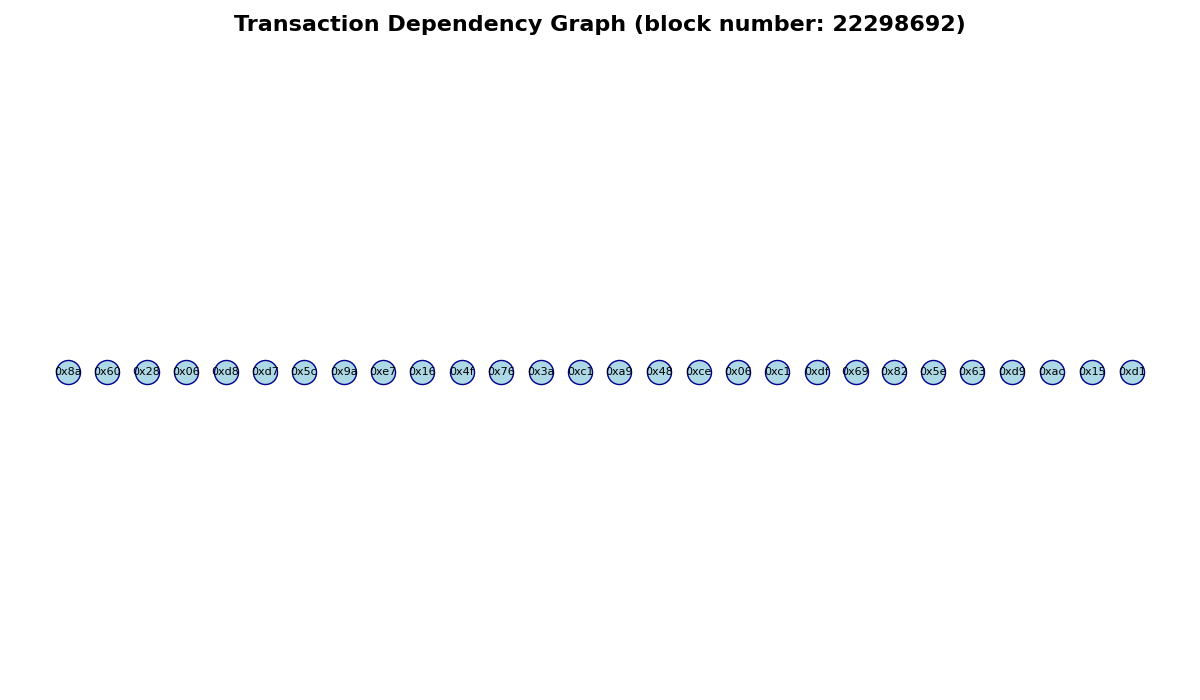 Transaction Dependency Graph (block number: 22298692)
0x8a 0x60 0x28 0x06 0xd8 0xd7 0x5c 0x9a 0xe7 0x16 0x4f 0x76 0x3a 0xc1 0xa9 0x48 0xce 0x06 0xc1 0xdf 0x69 0x82 0x5e 0x63 0xd9 0xac 0x15 0xd1